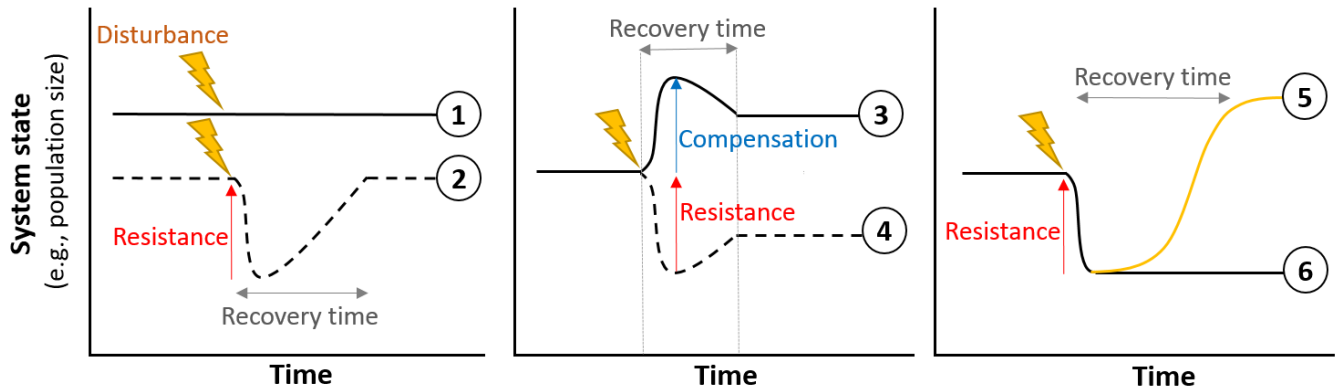 System state
(e.g., population size)
Disturbance
1
2
Resistance
Recovery time
Time
Recovery time
Compensation
Resistance
3
4
Time
Recovery time
Resistance
5
6
Time